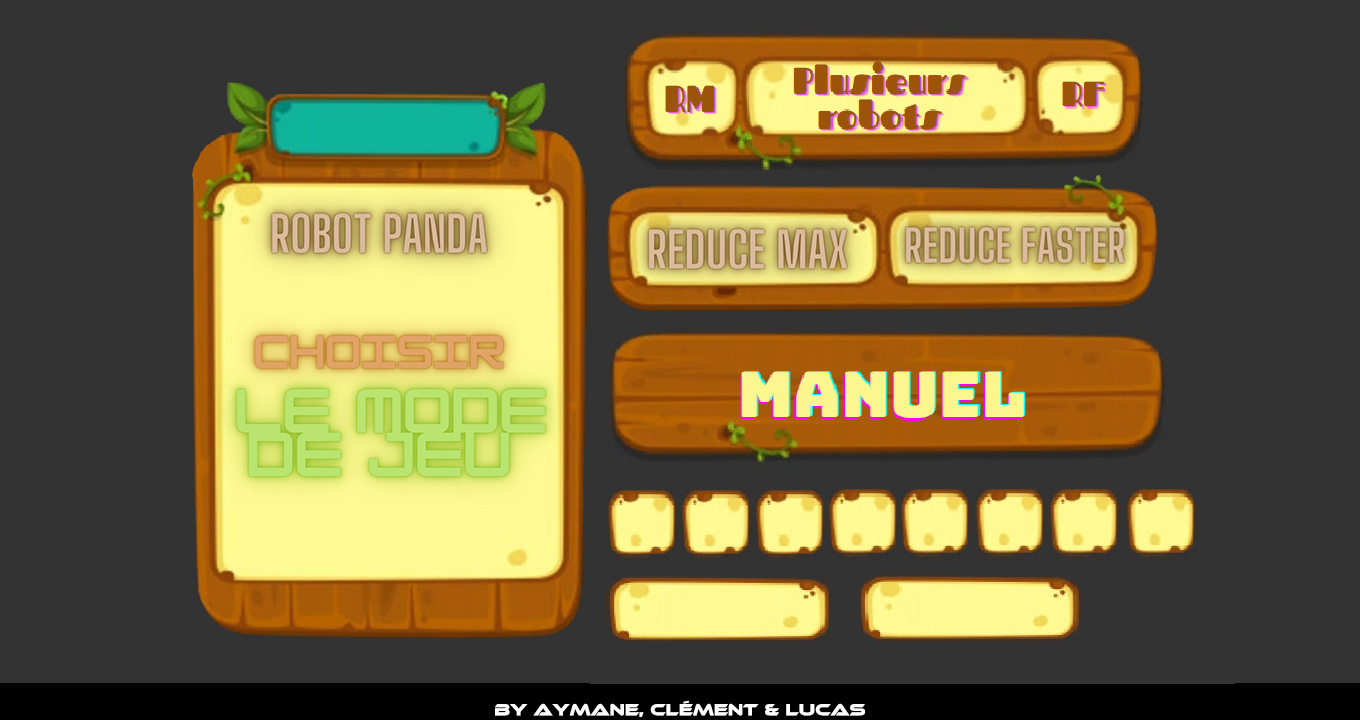 ROBOT PANDA
CHOISIR
LE MODE
DE JEU
RM
Plusieurs
robots
RF
REDUCE MAX
REDUCE FASTER
MANUEL
BY AYMANE, CLÉMENT & LUCAS